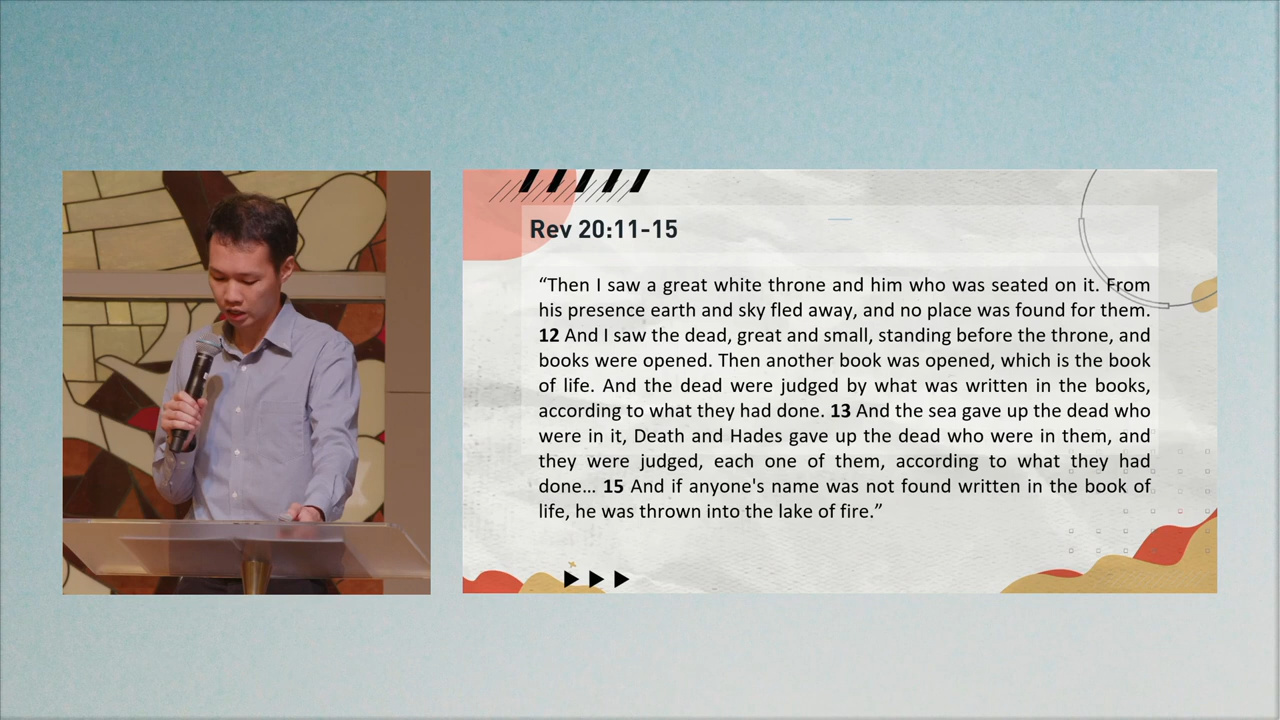 Rev 20:11-15
“Then I saw a great white throne and him who was seated on it. From
his presence earth and sky fled away, and no place was found for them.
12 And I saw the dead, great and small, standing before the throne, and
books were opened. Then another book was opened, which is the book
of life. And the dead were judged by what was written in the books,
according to what they had done. 13 And the sea gave up the dead who
were in it, Death and Hades gave up the dead who were in them, and
they were judged, each one of them, according to what they had
done… 15 And if anyone's name was not found written in the book of
life, he was thrown into the lake of fire.”